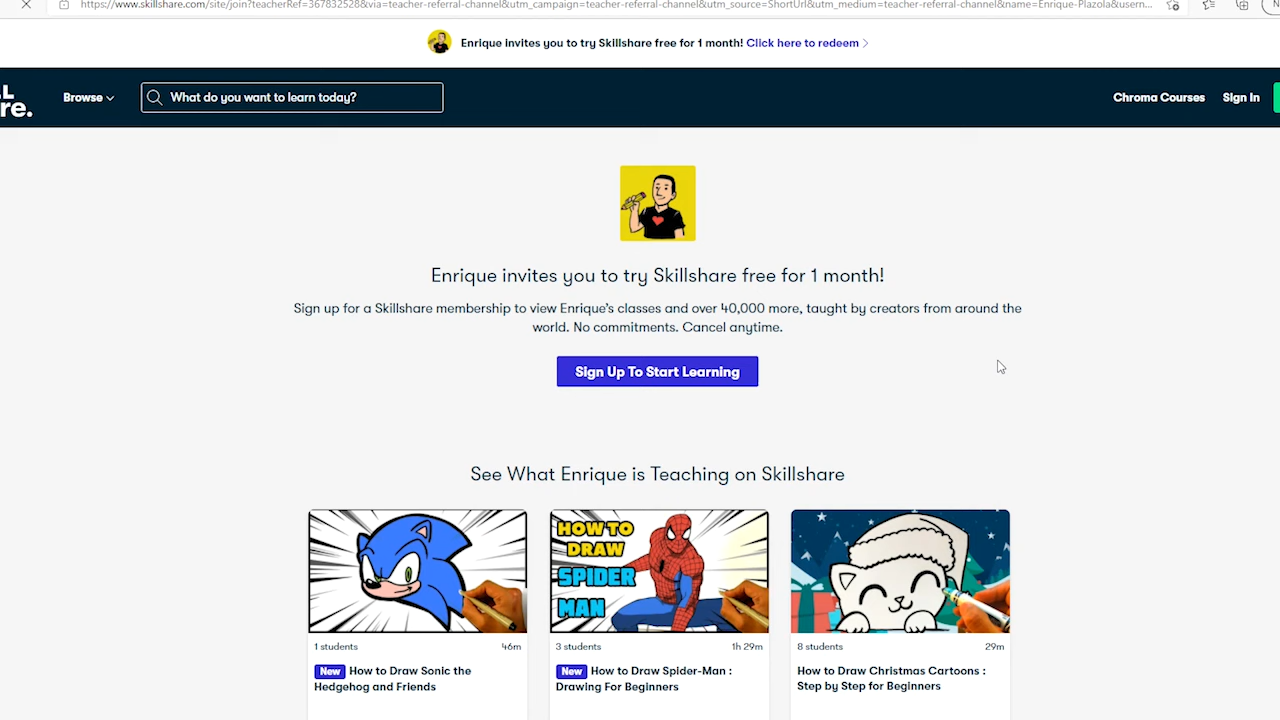 https://www.skillshare.com/site/join?teacherRef=367832528&via=teacher-referral-channel&utm_campaign=teacher-referral-channel&utm_source=ShortUrl&utm_medium=teacher-referral-channel&name=Enrique-Plazola&usern...
Enrique invites you to try Skillshare free for 1 month! Click here to redeem
L
re.
Browse
What do you want to learn today?
Chroma Courses
Sign In
Enrique invites you to try Skillshare free for 1 month!
Sign up for a Skillshare membership to view Enrique's classes and over 40,000 more, taught by creators from around the
world. No commitments. Cancel anytime.
Sign Up To Start Learning
See What Enrique is Teaching on Skillshare
1 students
46m
New How to Draw Sonic the
Hedgehog and Friends
HOW TO
DRAW
SPIDER
MAN
3 students
1h 29m
New How to Draw Spider-Man :
Drawing For Beginners
8 students
29m
How to Draw Christmas Cartoons :
Step by Step for Beginners